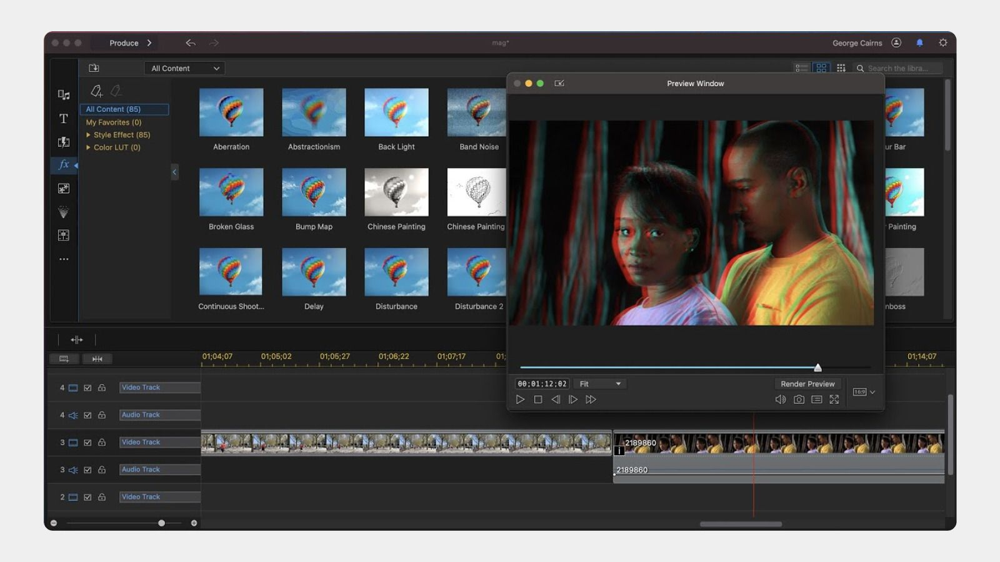 Produce
mag*
George Cairns
All Content
Search the libra...
Preview Window
All Content (85)
My Favorites (0)
Style Effect (85)
Color LUT (0)
Aberration
Abstractionism
Back Light
Band Noise
ur Bar
Broken Glass
Bump Map
Chinese Painting
Chinese Painting
Painting
Continuous Shoot...
Delay
Disturbance
Disturbance 2
mboss
T
fx
01;04;07
01;05;02
01;05;27
01;06;22
01;07;17
01;
01;14;07
00;01;12;02
Fit
Render Preview
16:9
4 Video Track
4 Audio Track
3 Video Track
2189860
i
3 Audio Track
2189860
2 Video Track